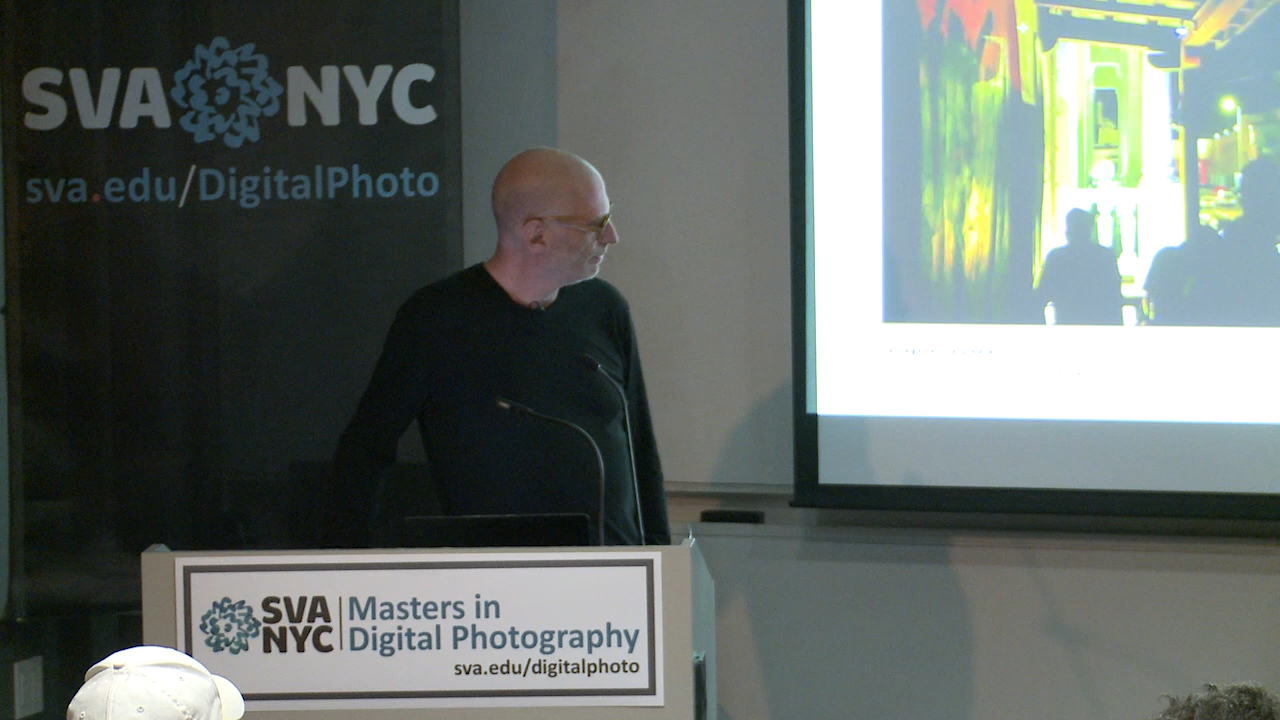 SVA NYC
sva.edu/DigitalPhoto
SVA NYC
Masters in
Digital Photography
sva.edu/digitalphoto